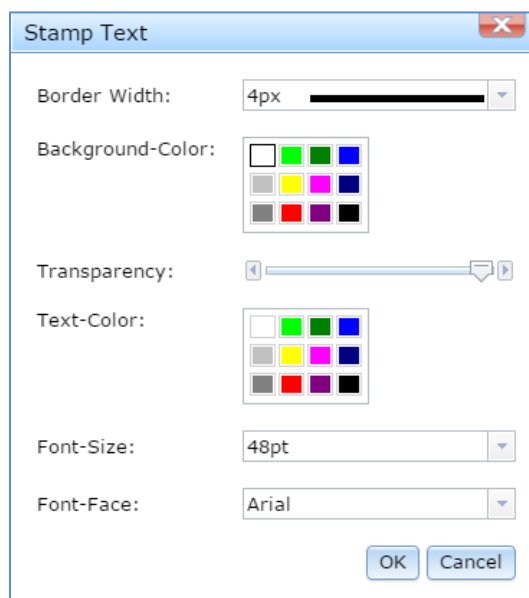 Stamp Text
Border Width: 4px
Background-Color:
Transparency:
Text-Color:
Font-Size: 48pt
Font-Face: Arial
OK Cancel